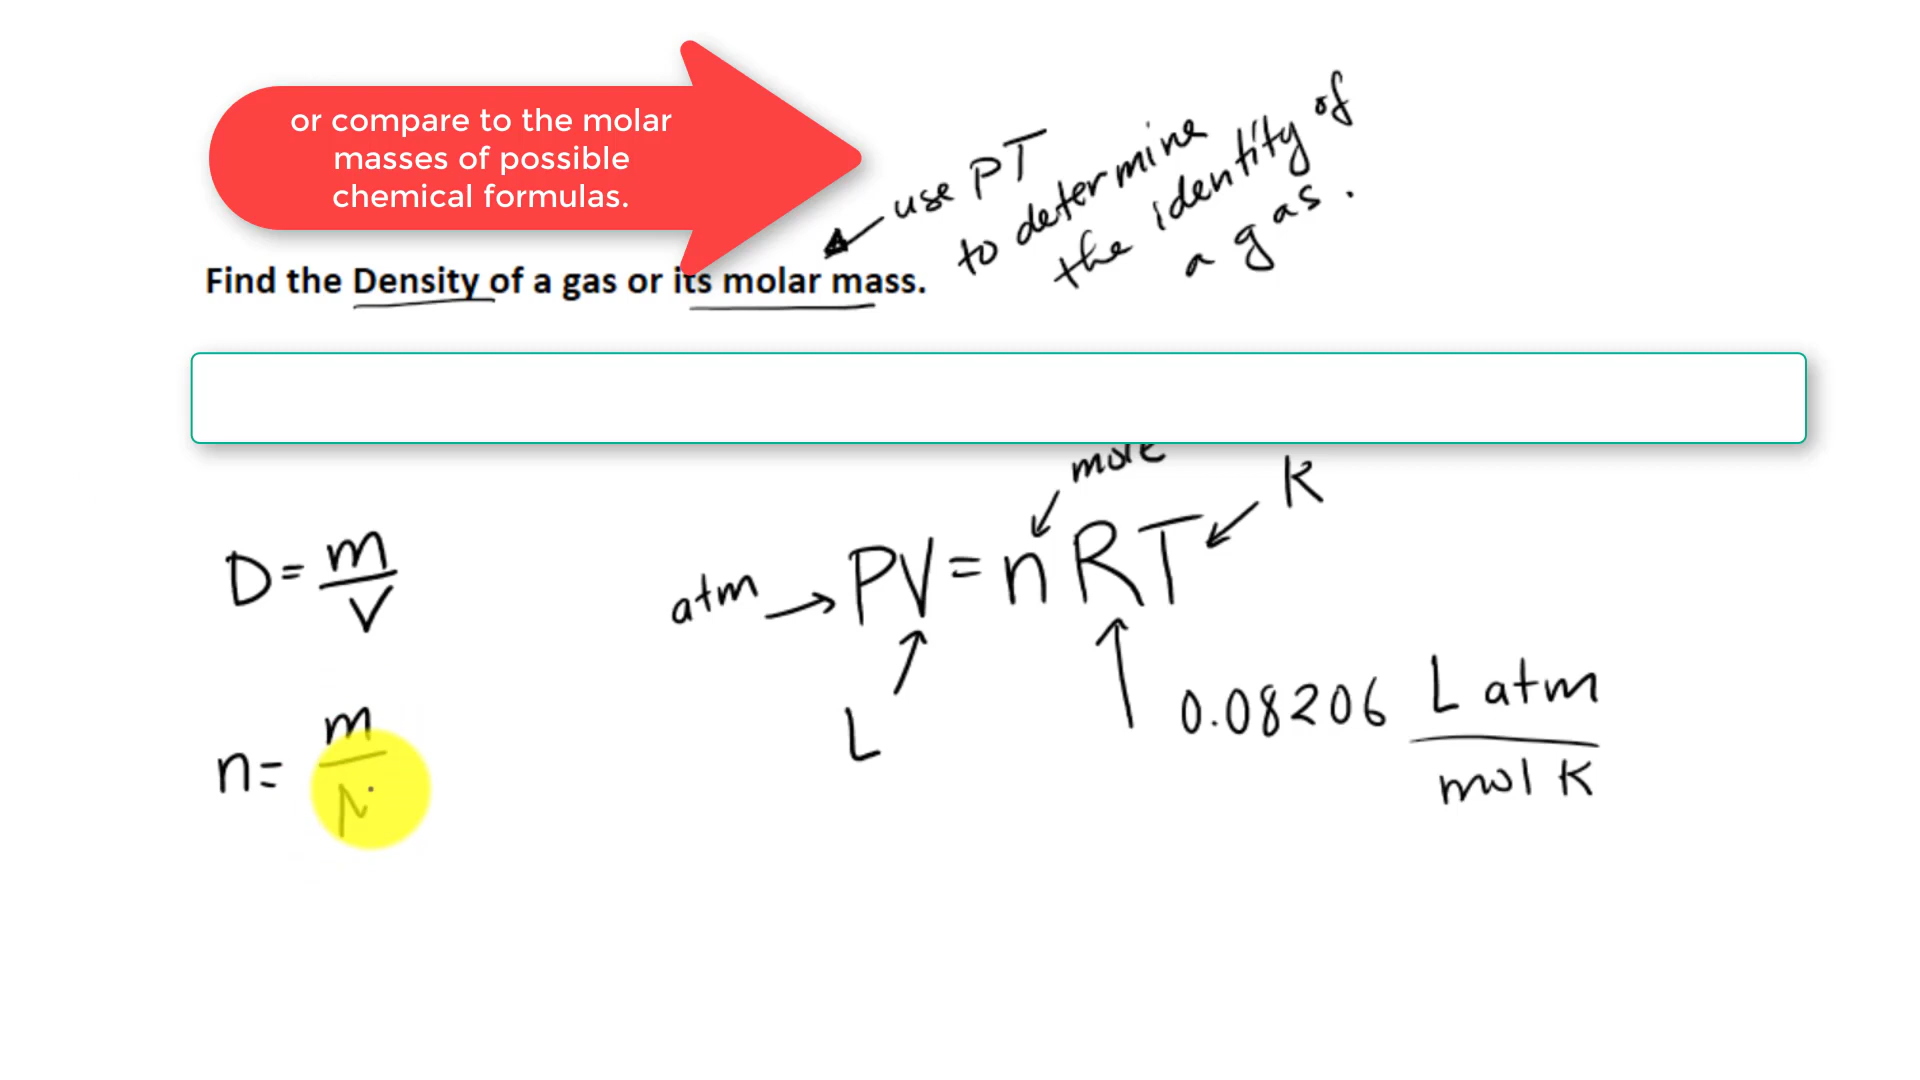 or compare to the molar
masses of possible
chemical formulas.
use PT
to determine
the identity of
a gas.
Find the Density of a gas or its molar mass.
K
D = m / V
atm → PV = nRT
L
0.08206 L atm / mol K
n = m